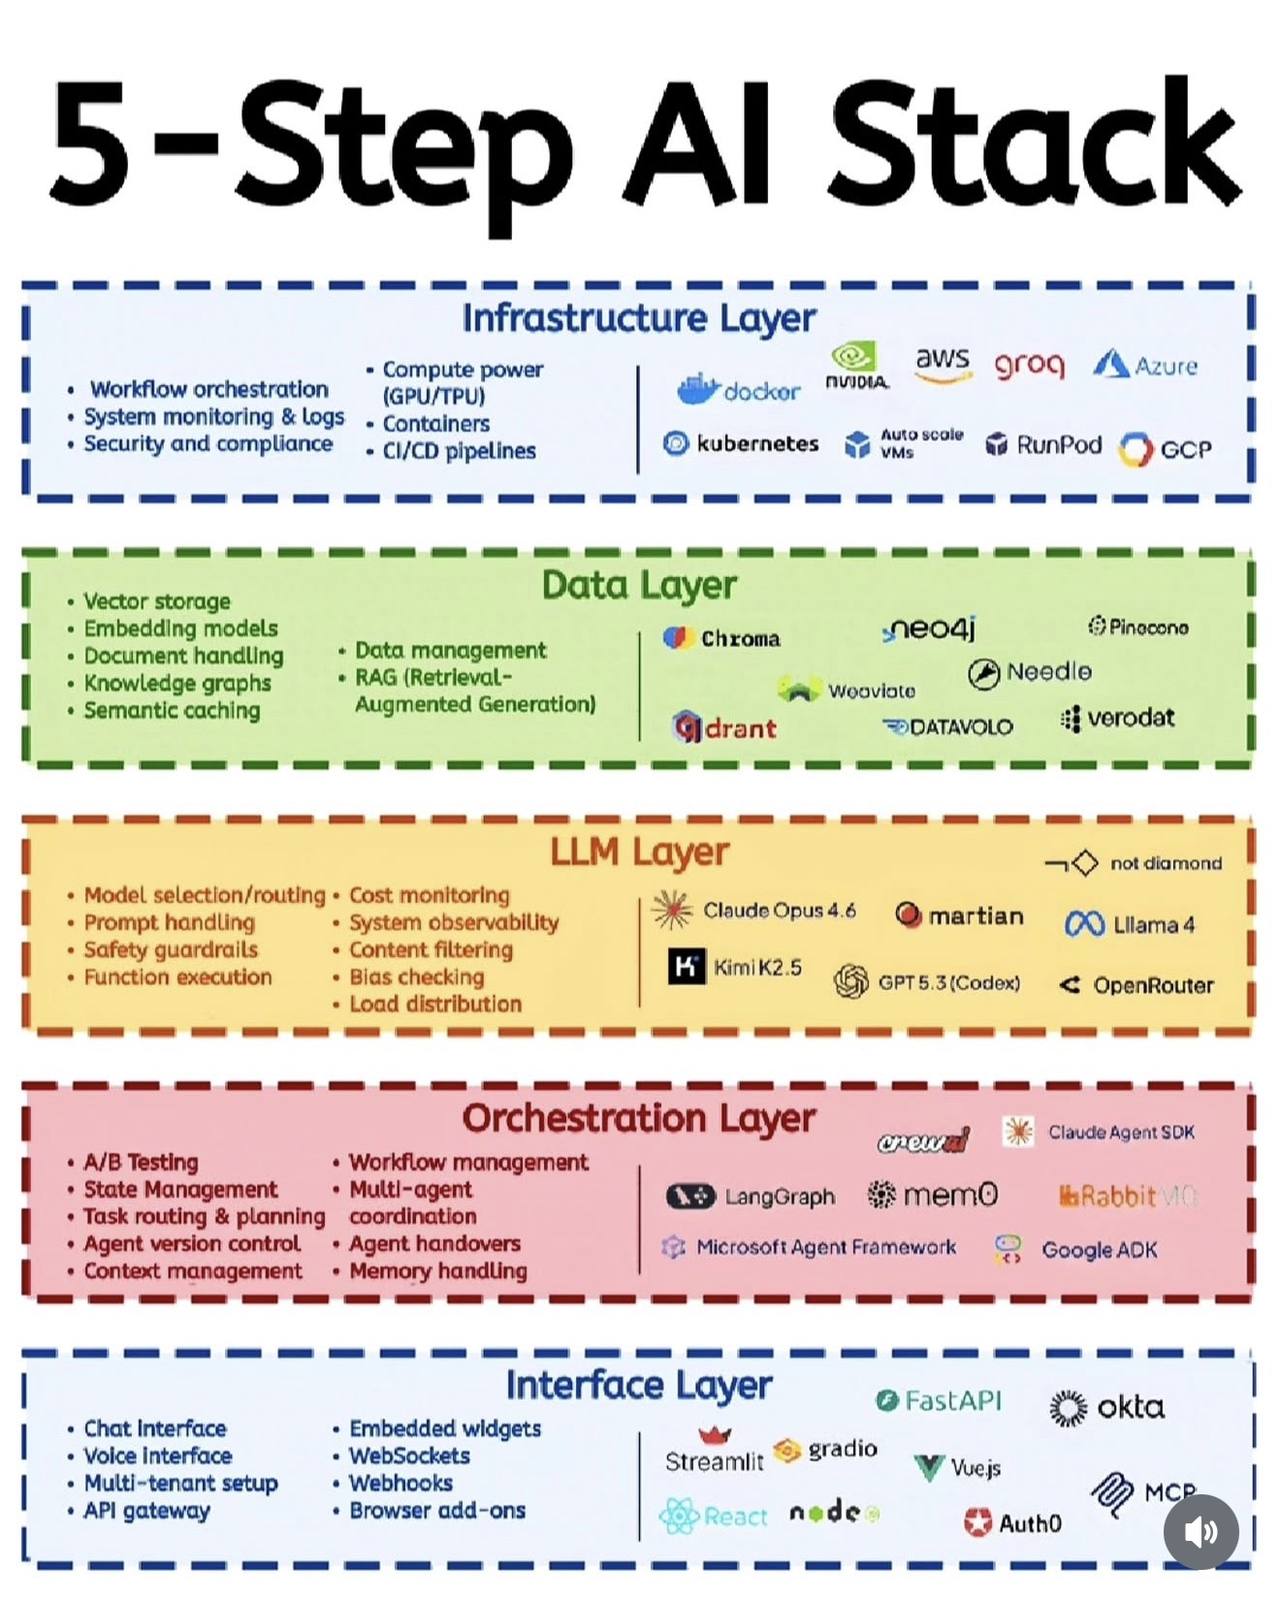 5-Step AI Stack
Infrastructure Layer
• Workflow orchestration
• System monitoring & logs
• Security and compliance
• Compute power
(GPU/TPU)
• Containers
• CI/CD pipelines
docker
NVIDIA
aws
groq
Azure
kubernetes
Auto scale
VMs
RunPod
GCP
Data Layer
• Vector storage
• Embedding models
• Document handling
• Knowledge graphs
• Semantic caching
• Data management
• RAG (Retrieval-
Augmented Generation)
Chroma
neo4j
Pinecone
Weaviate
Needle
qdrant
DATAVOLO
verodat
LLM Layer
• Model selection/routing
• Prompt handling
• Safety guardrails
• Function execution
• Cost monitoring
• System observability
• Content filtering
• Bias checking
• Load distribution
not diamond
Claude Opus 4.6
martian
Lllama 4
K
Kimi K2.5
GPT 5.3 (Codex)
OpenRouter
Orchestration Layer
• A/B Testing
• State Management
• Task routing & planning
• Agent version control
• Context management
• Workflow management
• Multi-agent
coordination
• Agent handovers
• Memory handling
crewai
Claude Agent SDK
LangGraph
mem0
RabbitMQ
Microsoft Agent Framework
Google ADK
Interface Layer
• Chat interface
• Voice interface
• Multi-tenant setup
• API gateway
• Embedded widgets
• WebSockets
• Webhooks
• Browser add-ons
FastAPI
okta
Streamlit
gradio
Vue.js
MCP
React
node
Auth0